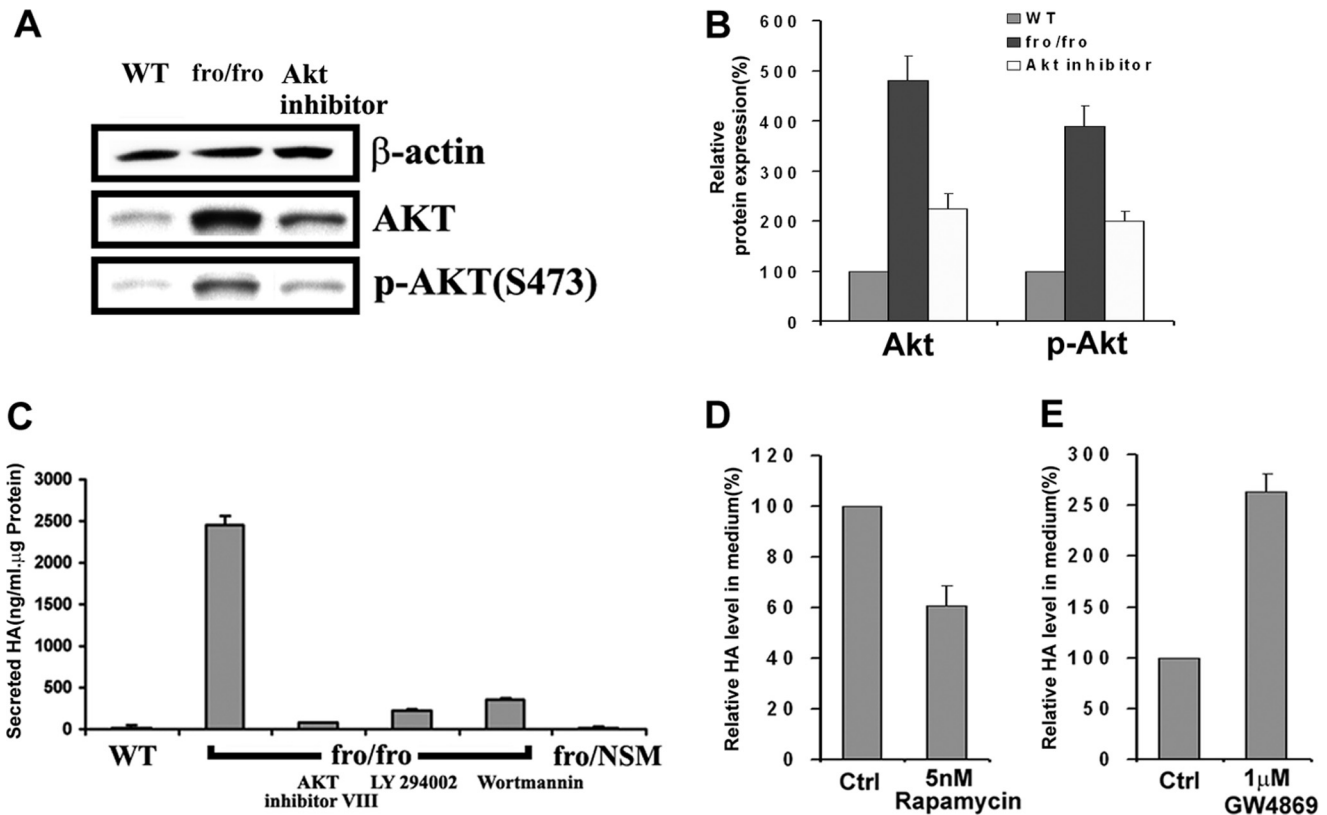 A
WT fro/fro Akt
inhibitor
β-actin
AKT
p-AKT(S473)
B
Relative
protein expression(%)
600
500
400
300
200
100
0
WT
fro/fro
Akt inhibitor
Akt p-Akt
C
Secreted HA(ng/ml.μg Protein)
3000
2500
2000
1500
1000
500
0
WT fro/fro fro/NSM
AKT LY 294002 Wortmannin
inhibitor VIII
D
Relative HA level in medium(%)
120
100
80
60
40
20
0
Ctrl 5nM
Rapamycin
E
Relative HA level in medium(%)
300
250
200
150
100
50
0
Ctrl 1μM
GW4869